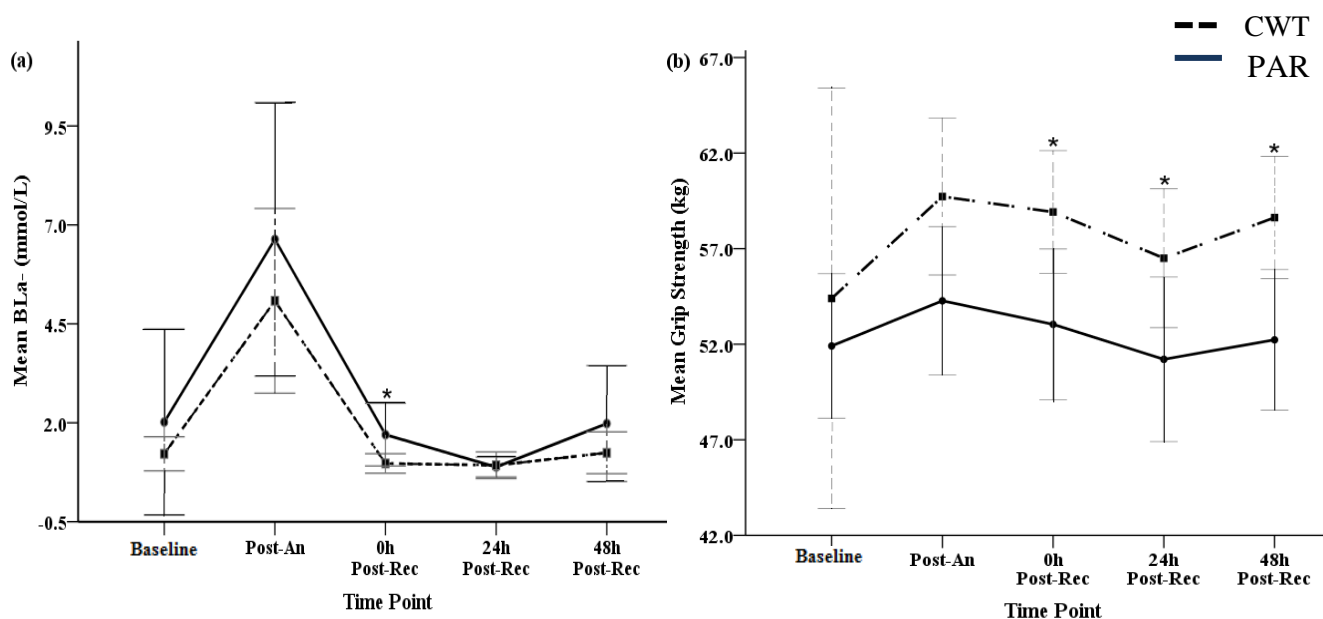 CWT
PAR
(a)
9.5
7.0
4.5
2.0
-0.5
Mean BLa- (mmol/L)
*
Baseline
Post-An
0h
Post-Rec
24h
Post-Rec
48h
Post-Rec
Time Point
(b)
67.0
62.0
57.0
52.0
47.0
42.0
Mean Grip Strength (kg)
*
*
*
Baseline
Post-An
0h
Post-Rec
24h
Post-Rec
48h
Post-Rec
Time Point